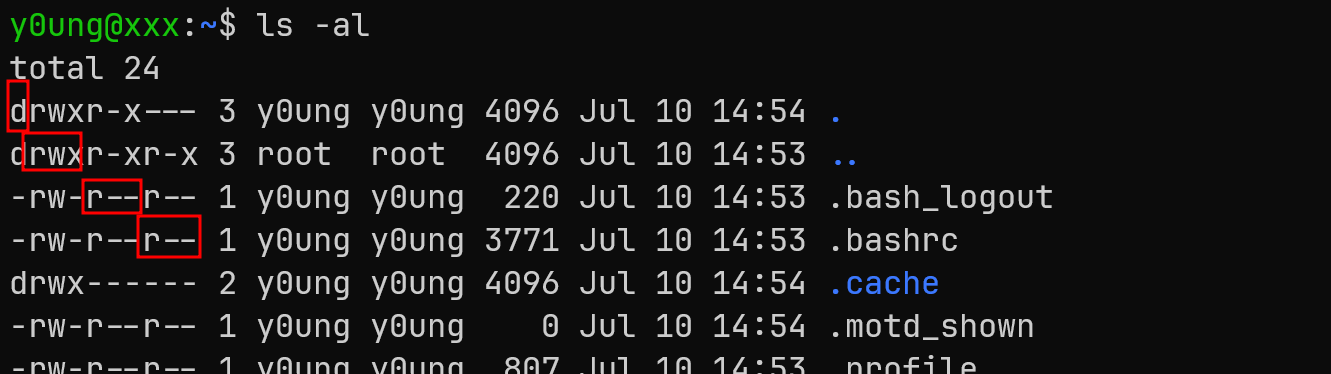 y0ung@xxx:~$ ls -al
total 24
drwxr-x--- 3 y0ung y0ung 4096 Jul 10 14:54 .
drwxr-xr-x 3 root  root  4096 Jul 10 14:53 ..
-rw-r--r-- 1 y0ung y0ung  220 Jul 10 14:53 .bash_logout
-rw-r--r-- 1 y0ung y0ung 3771 Jul 10 14:53 .bashrc
drwx------ 2 y0ung y0ung 4096 Jul 10 14:54 .cache
-rw-r--r-- 1 y0ung y0ung    0 Jul 10 14:54 .motd_shown
-rw-r--r-- 1 y0ung y0ung  807 Jul 10 14:53 .profile